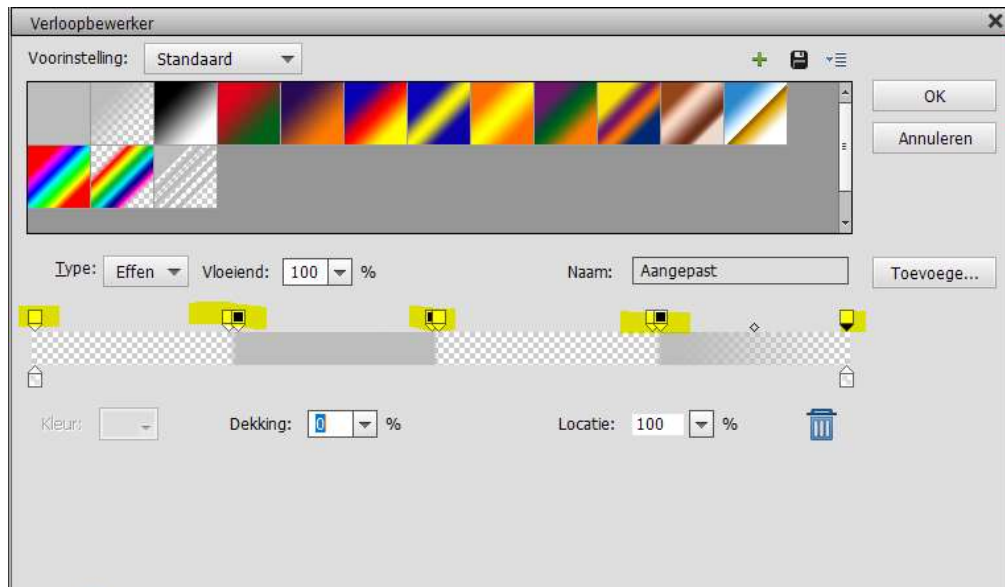 Verloopbewerker
Voorinstelling: Standaard
OK
Annuleren
Type: Effen Vloeiend: 100 % Naam: Aangepast Toevoege...
Kleur: Dekking: 0 % Locatie: 100 %